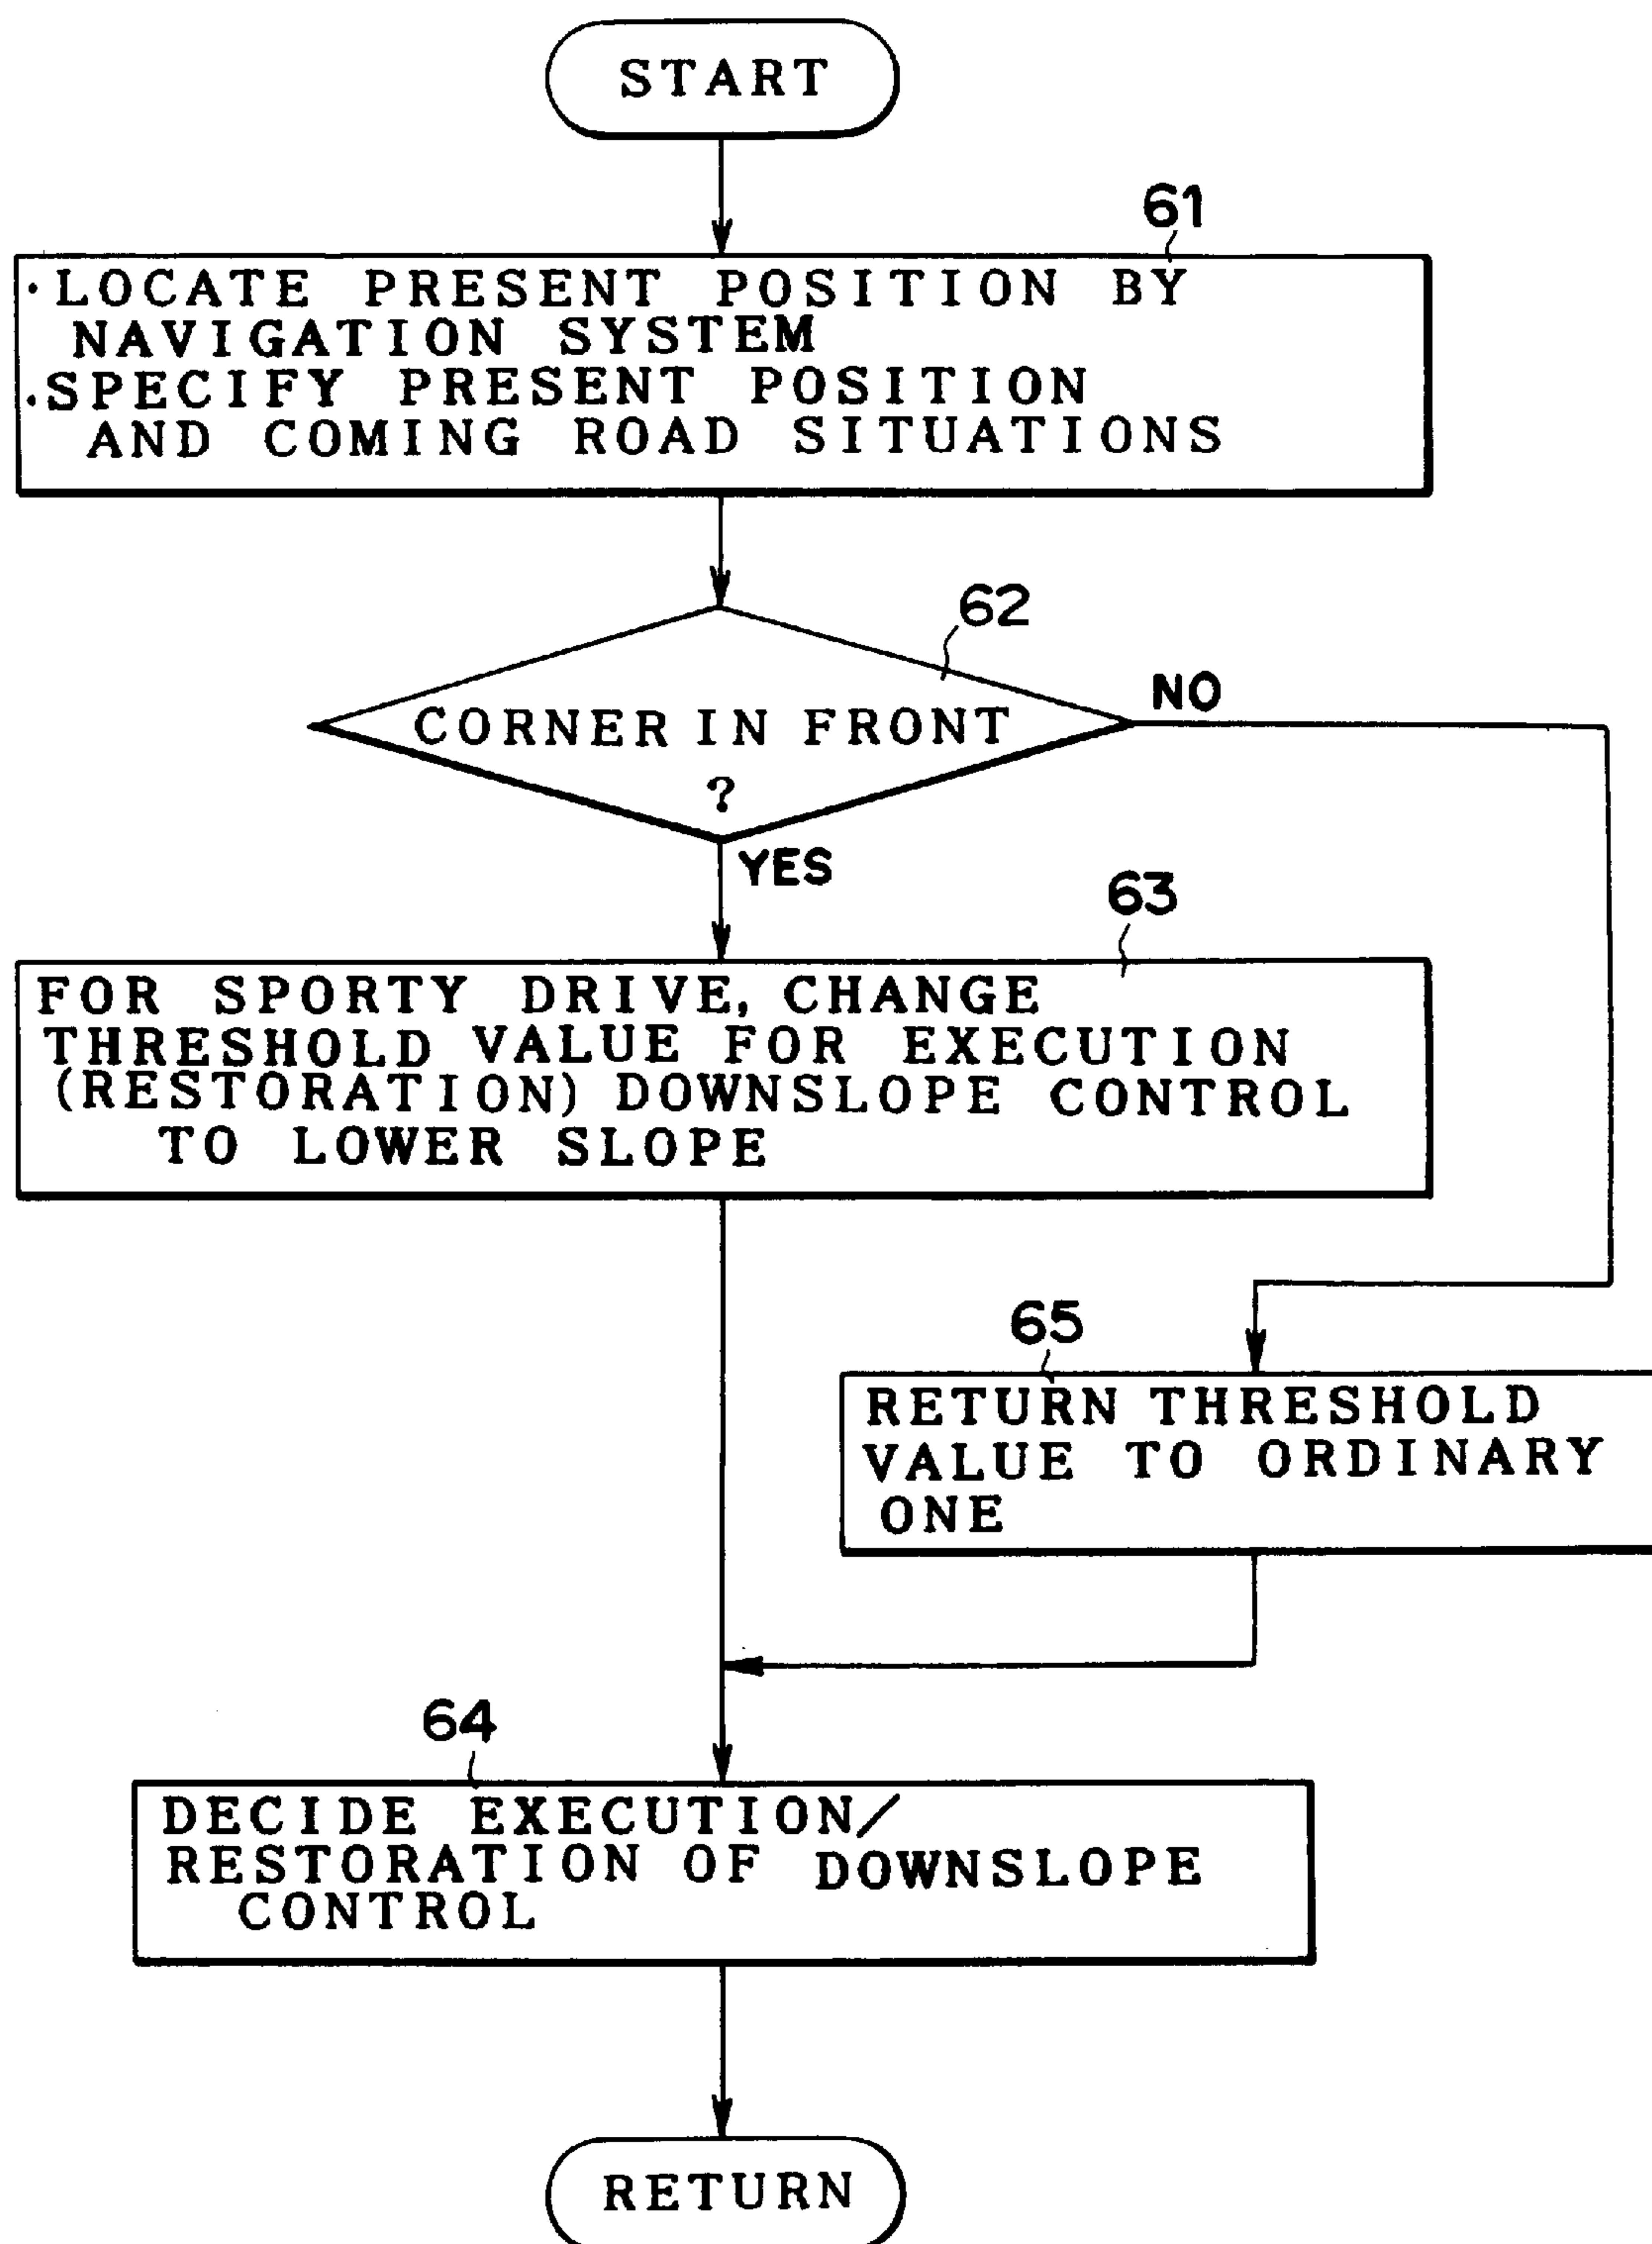 START
61
·LOCATE PRESENT POSITION BY
NAVIGATION SYSTEM
·SPECIFY PRESENT POSITION
AND COMING ROAD SITUATIONS
62
CORNER IN FRONT
?
NO
YES
63
FOR SPORTY DRIVE, CHANGE
THRESHOLD VALUE FOR EXECUTION
(RESTORATION) DOWNSLOPE CONTROL
TO LOWER SLOPE
65
RETURN THRESHOLD
VALUE TO ORDINARY
ONE
64
DECIDE EXECUTION/
RESTORATION OF DOWNSLOPE
CONTROL
RETURN